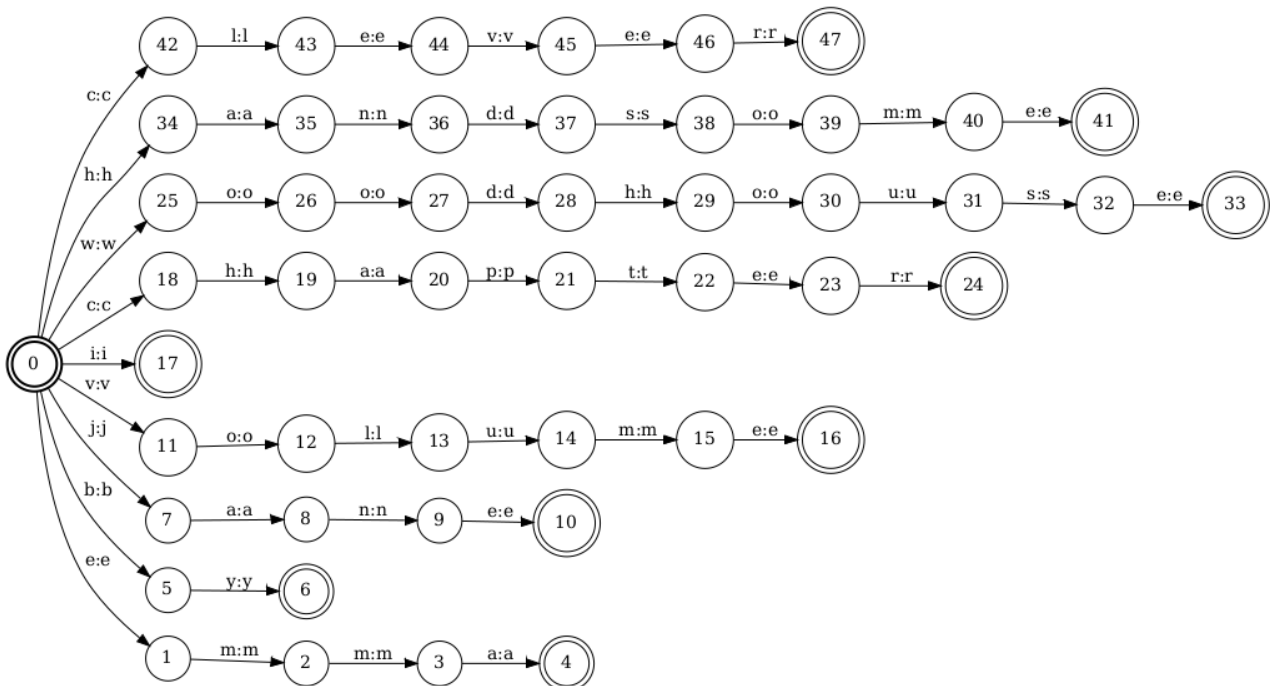 c:c 42 l:l 43 e:e 44 v:v 45 e:e 46 r:r 47
h:h 34 a:a 35 n:n 36 d:d 37 s:s 38 o:o 39 m:m 40 e:e 41
w:w 25 o:o 26 o:o 27 d:d 28 h:h 29 o:o 30 u:u 31 s:s 32 e:e 33
c:c 18 h:h 19 a:a 20 p:p 21 t:t 22 e:e 23 r:r 24
0 i:i 17
v:v 11 o:o 12 l:l 13 u:u 14 m:m 15 e:e 16
j:j 7 a:a 8 n:n 9 e:e 10
b:b 5 y:y 6
e:e 1 m:m 2 m:m 3 a:a 4